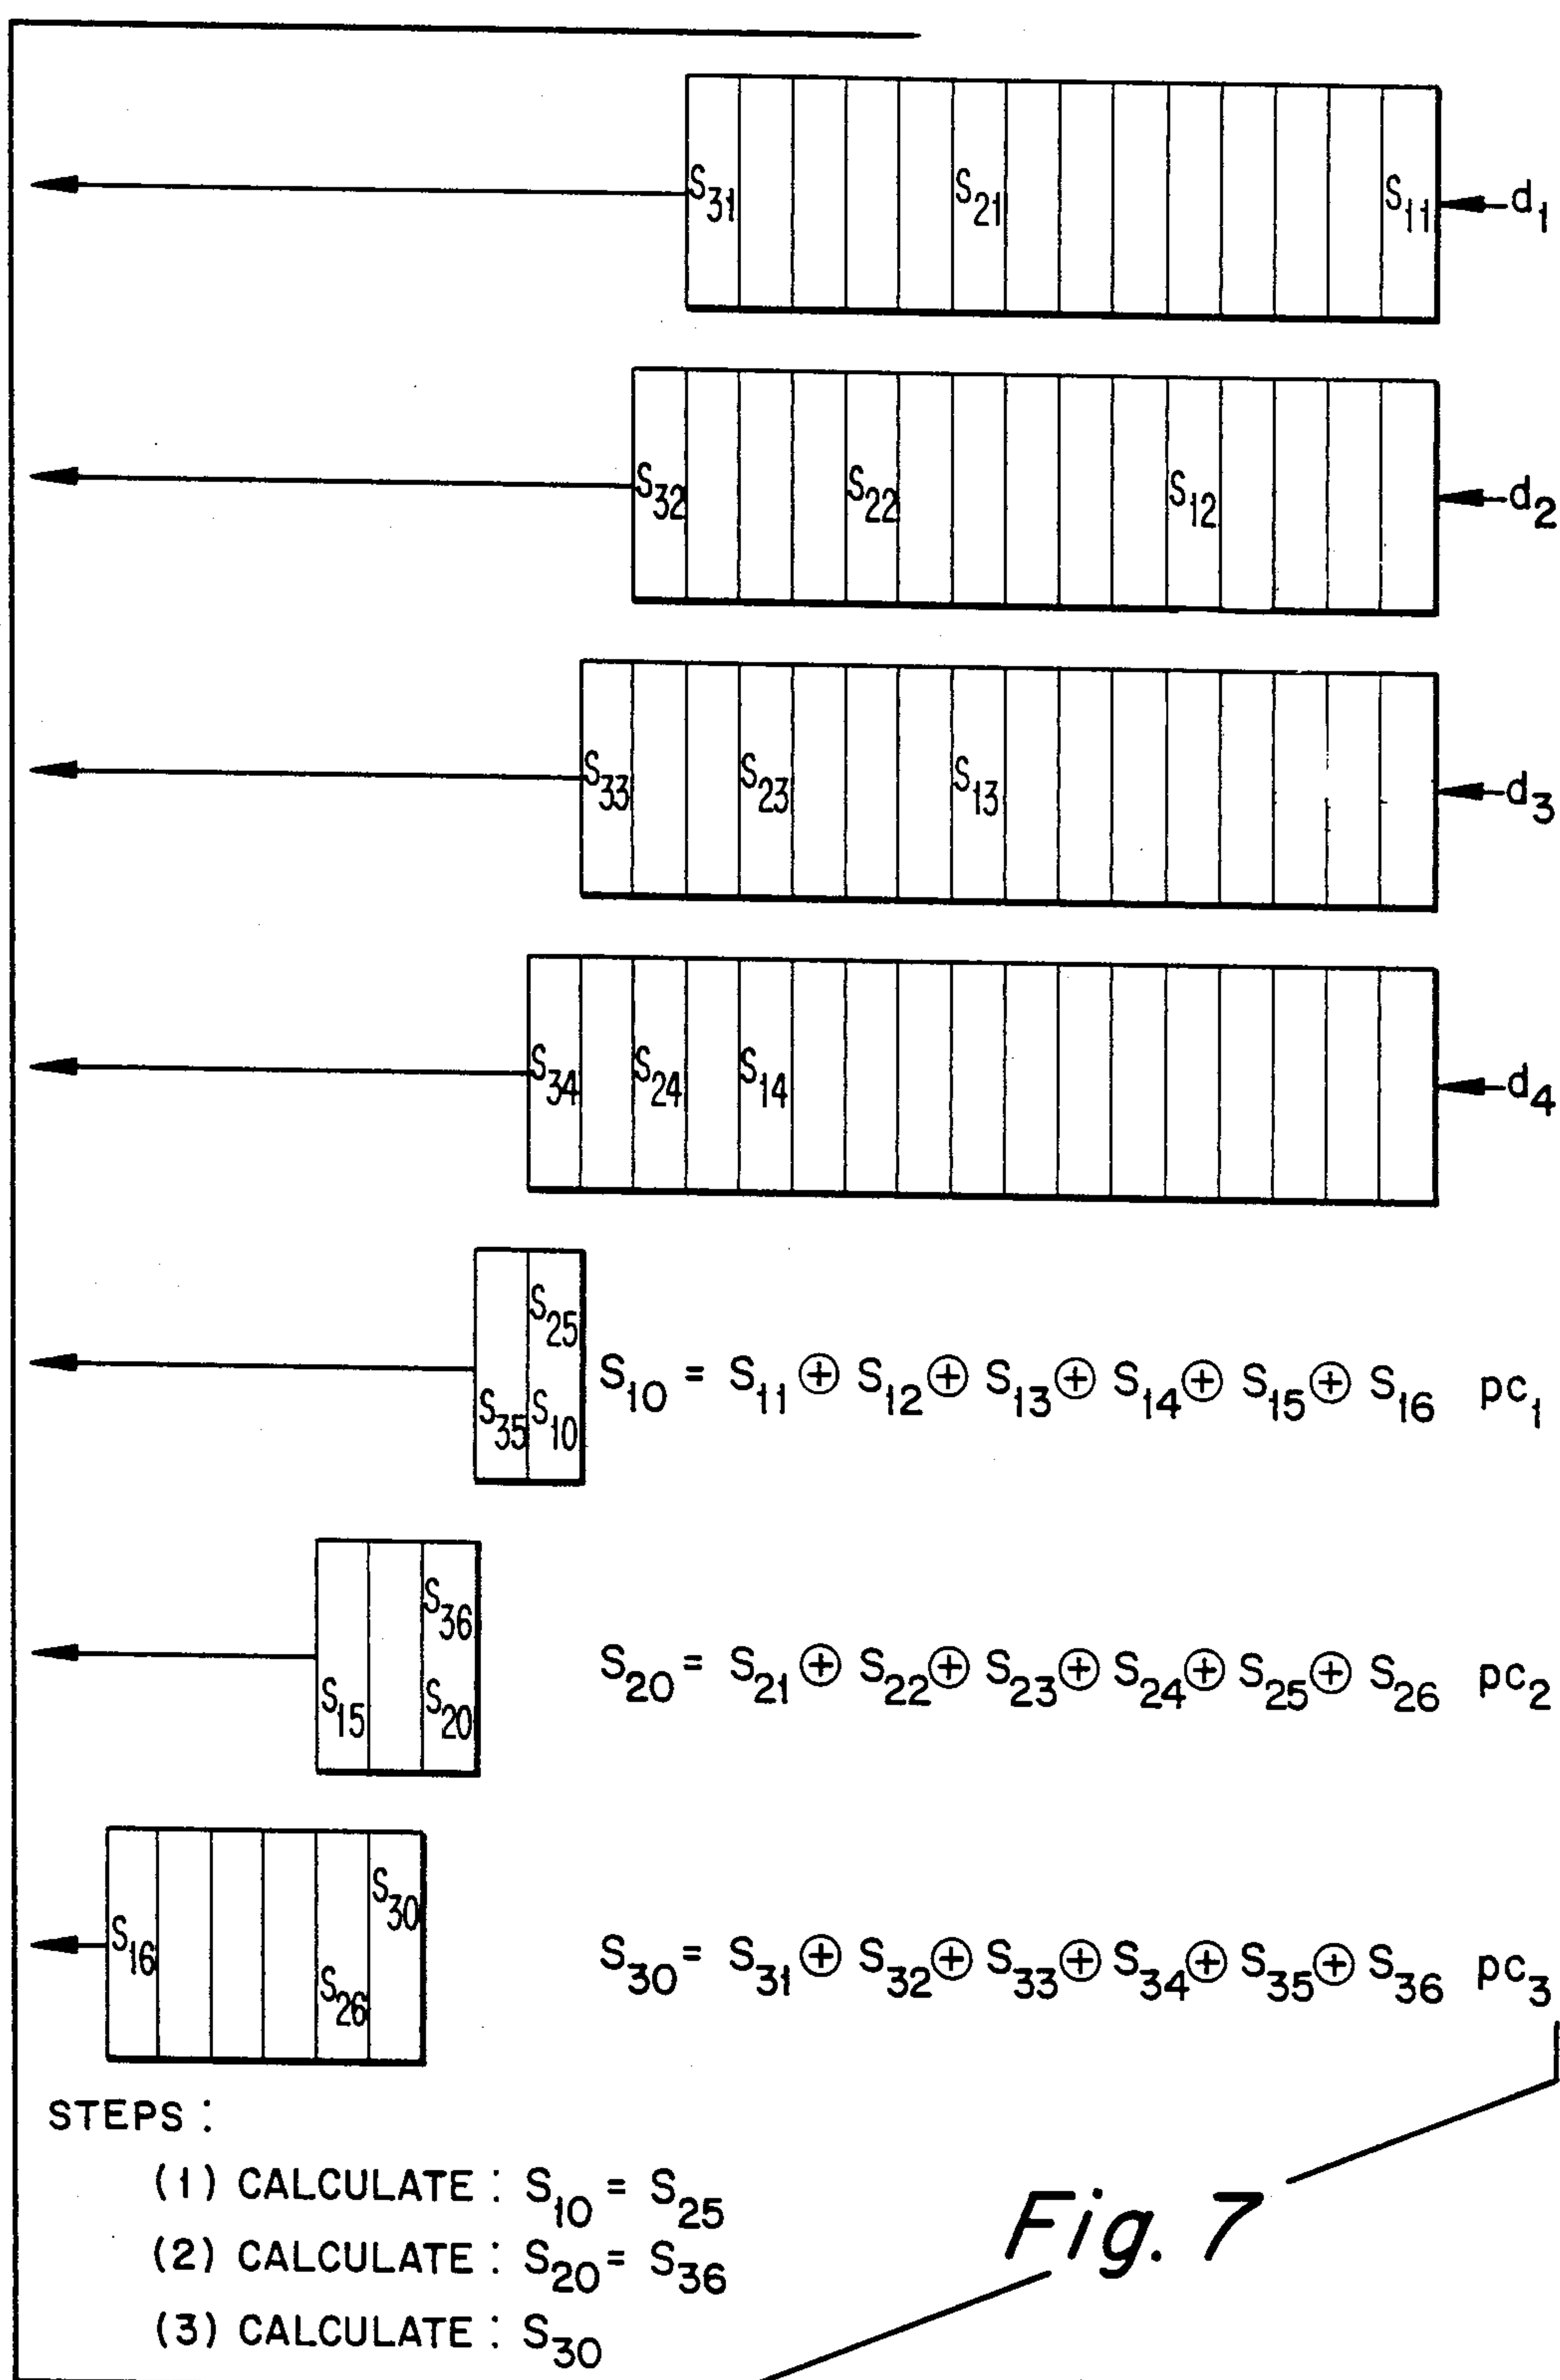 S31 S21 S11 d1
S32 S22 S12 d2
S33 S23 S13 d3
S34 S24 S14 d4
S25
S35 S10 S10 = S11 ⊕ S12 ⊕ S13 ⊕ S14 ⊕ S15 ⊕ S16 pc1
S36
S15 S20 S20 = S21 ⊕ S22 ⊕ S23 ⊕ S24 ⊕ S25 ⊕ S26 pc2
S30
S16 S26 S30 = S31 ⊕ S32 ⊕ S33 ⊕ S34 ⊕ S35 ⊕ S36 pc3
STEPS :
(1) CALCULATE : S10 = S25
(2) CALCULATE : S20 = S36
(3) CALCULATE : S30
Fig. 7